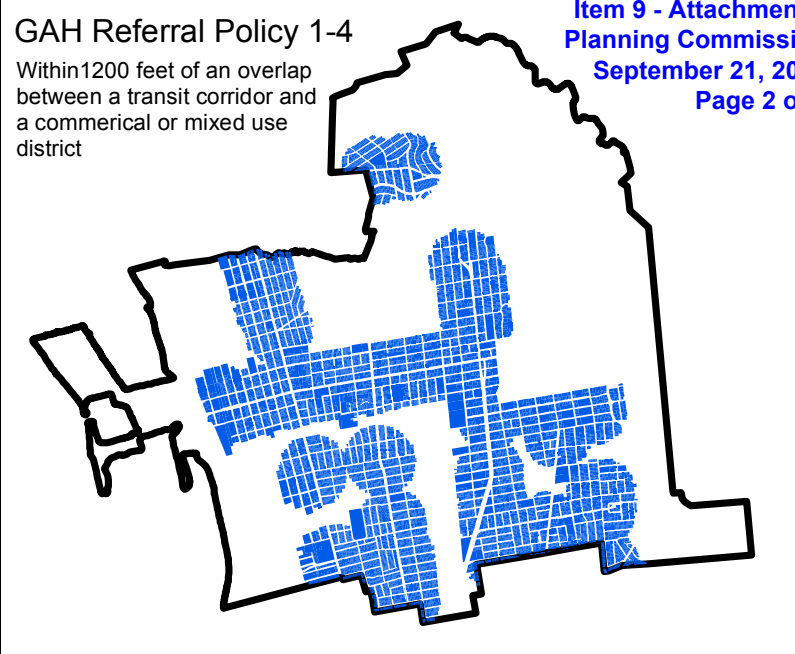 GAH Referral Policy 1-4
Within1200 feet of an overlap
between a transit corridor and
a commerical or mixed use
district
Item 9 - Attachmen
Planning Commissi
September 21, 20
Page 2 o